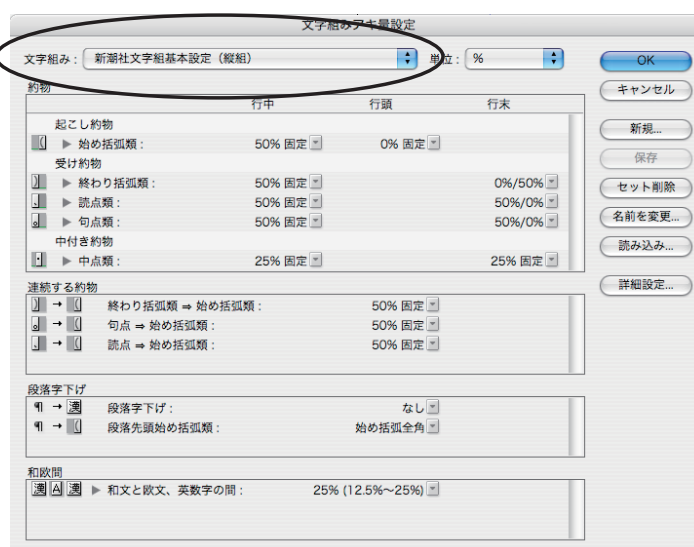 文字組みアキ量設定
文字組み： 新潮社文字組基本設定（縦組） 単位： % OK
キャンセル
約物
行中 行頭 行末
新規...
起こし約物
始め括弧類： 50% 固定 0% 固定
保存
受け約物
終わり括弧類： 50% 固定 0%/50%
セット削除
読点類： 50% 固定 50%/0%
句点類： 50% 固定 50%/0%
名前を変更...
中付き約物
読み込み...
中点類： 25% 固定 25% 固定
連続する約物
詳細設定...
終わり括弧類 ⇒ 始め括弧類： 50% 固定
句点 ⇒ 始め括弧類： 50% 固定
読点 ⇒ 始め括弧類： 50% 固定
段落字下げ
¶ → 漢 段落字下げ： なし
¶ → 段落先頭始め括弧類： 始め括弧全角
和欧間
漢 A 漢 和文と欧文、英数字の間： 25% (12.5%〜25%)